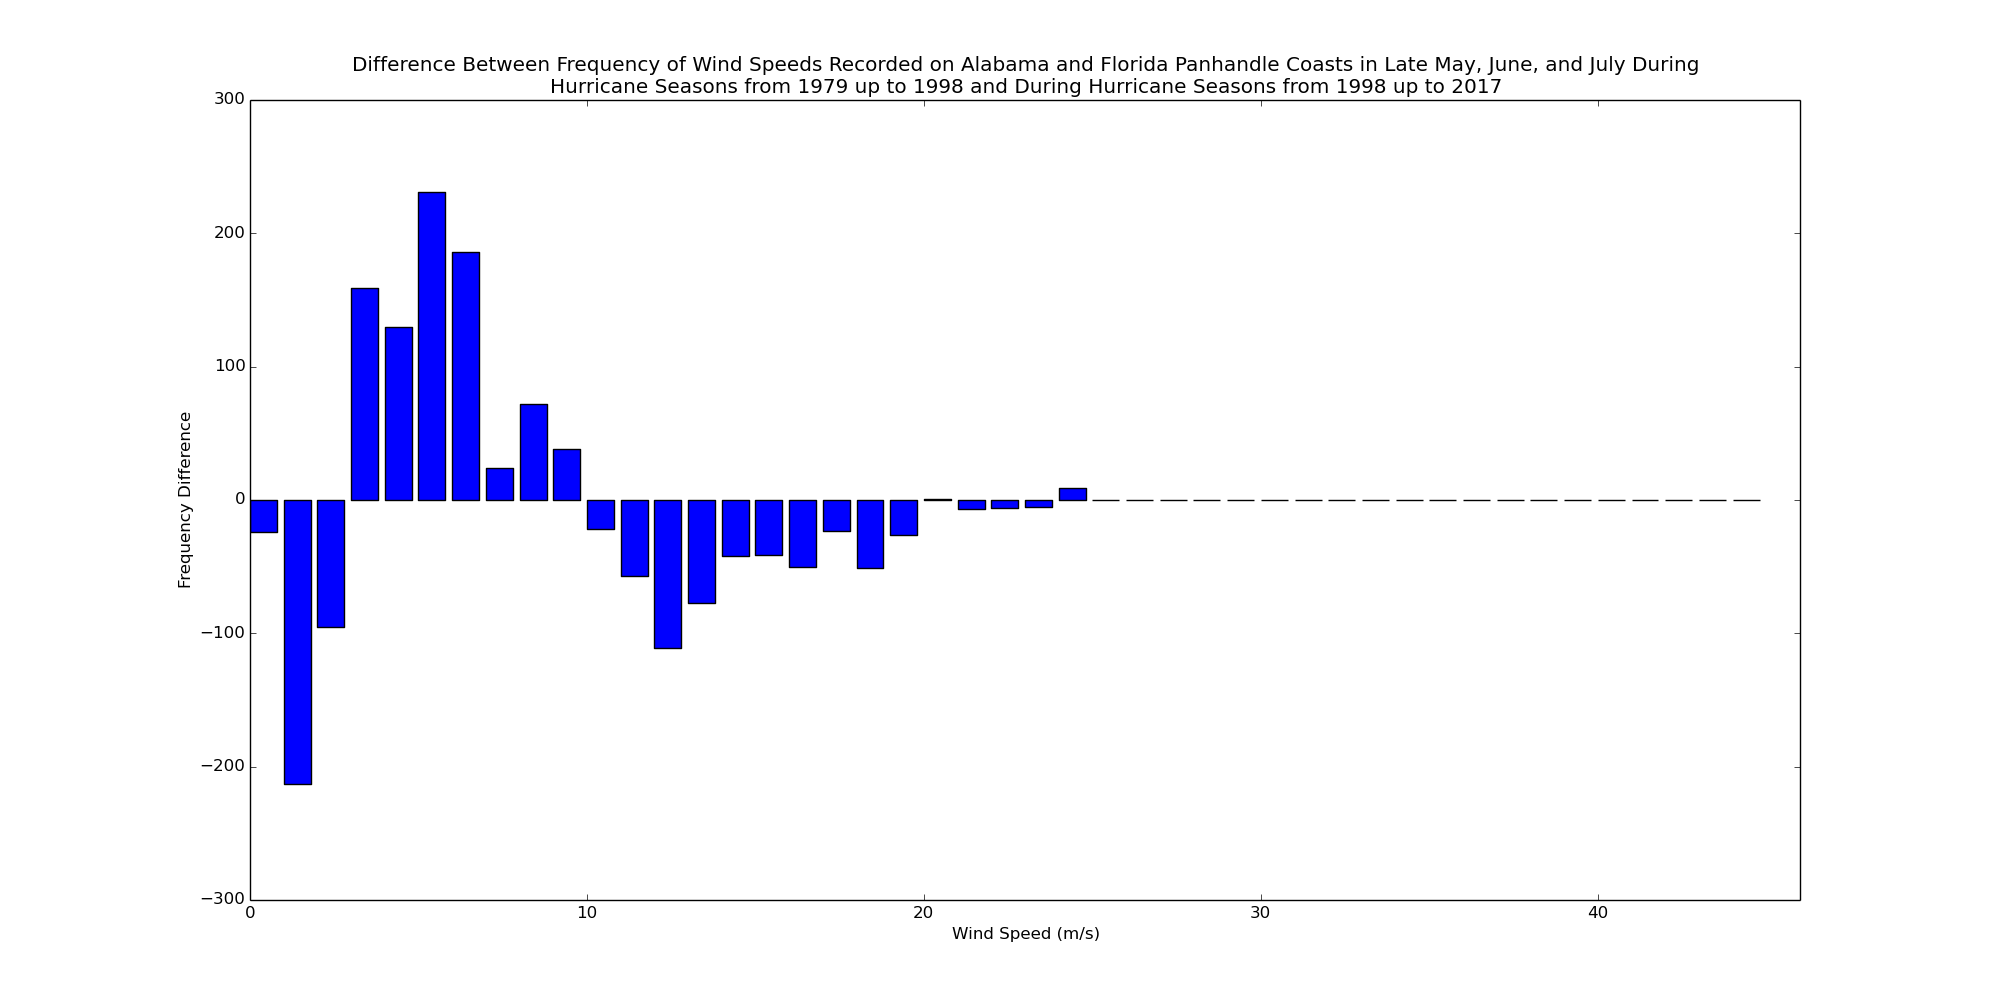 Difference Between Frequency of Wind Speeds Recorded on Alabama and Florida Panhandle Coasts in Late May, June, and July During
Hurricane Seasons from 1979 up to 1998 and During Hurricane Seasons from 1998 up to 2017
300
200
100
0
−100
−200
−300
Frequency Difference
0 10 20 30 40
Wind Speed (m/s)